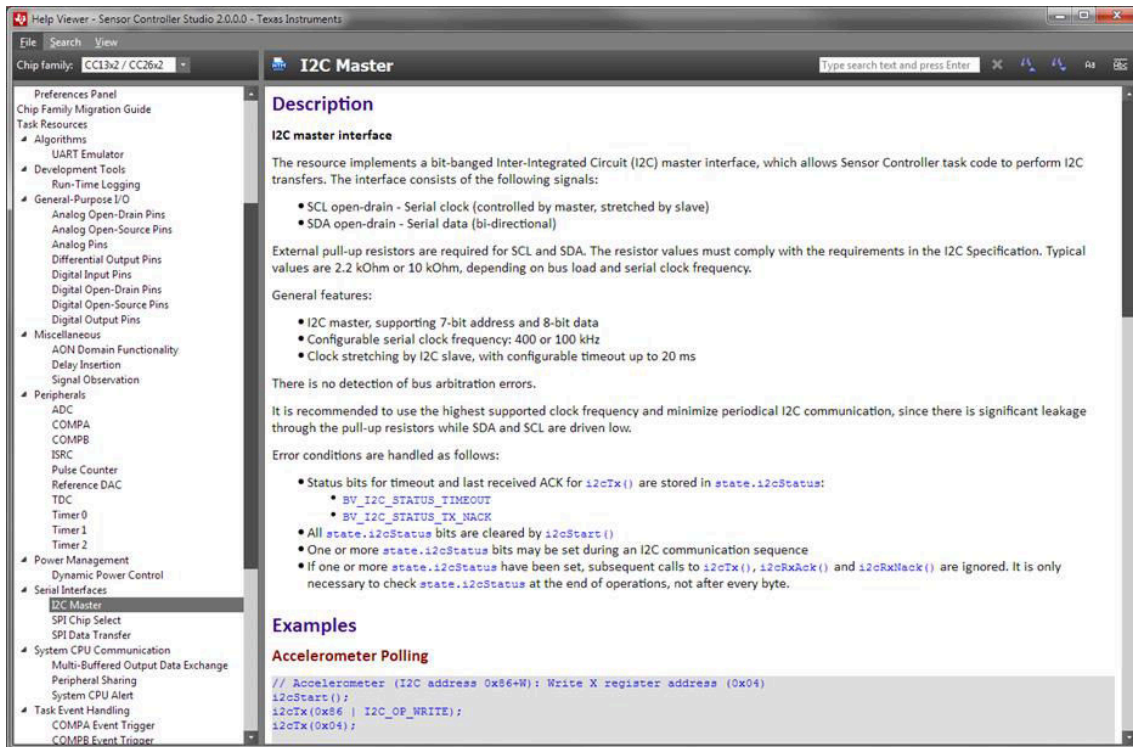 Help Viewer - Sensor Controller Studio 2.0.0.0 - Texas Instruments
File Search View
Chip family: CC13x2 / CC26x2
I2C Master
Type search text and press Enter
Aa
Preferences Panel
Chip Family Migration Guide
Task Resources
Algorithms
UART Emulator
Development Tools
Run-Time Logging
General-Purpose I/O
Analog Open-Drain Pins
Analog Open-Source Pins
Analog Pins
Differential Output Pins
Digital Input Pins
Digital Open-Drain Pins
Digital Open-Source Pins
Digital Output Pins
Miscellaneous
AON Domain Functionality
Delay Insertion
Signal Observation
Peripherals
ADC
COMPA
COMPB
ISRC
Pulse Counter
Reference DAC
TDC
Timer 0
Timer 1
Timer 2
Power Management
Dynamic Power Control
Serial Interfaces
I2C Master
SPI Chip Select
SPI Data Transfer
System CPU Communication
Multi-Buffered Output Data Exchange
Peripheral Sharing
System CPU Alert
Task Event Handling
COMPA Event Trigger
COMPB Event Trigger
Description
I2C master interface
The resource implements a bit-banged Inter-Integrated Circuit (I2C) master interface, which allows Sensor Controller task code to perform I2C
transfers. The interface consists of the following signals:
• SCL open-drain - Serial clock (controlled by master, stretched by slave)
• SDA open-drain - Serial data (bi-directional)
External pull-up resistors are required for SCL and SDA. The resistor values must comply with the requirements in the I2C Specification. Typical
values are 2.2 kOhm or 10 kOhm, depending on bus load and serial clock frequency.
General features:
• I2C master, supporting 7-bit address and 8-bit data
• Configurable serial clock frequency: 400 or 100 kHz
• Clock stretching by I2C slave, with configurable timeout up to 20 ms
There is no detection of bus arbitration errors.
It is recommended to use the highest supported clock frequency and minimize periodical I2C communication, since there is significant leakage
through the pull-up resistors while SDA and SCL are driven low.
Error conditions are handled as follows:
• Status bits for timeout and last received ACK for i2cTx() are stored in state.i2cStatus:
• BV_I2C_STATUS_TIMEOUT
• BV_I2C_STATUS_TX_NACK
• All state.i2cStatus bits are cleared by i2cStart()
• One or more state.i2cStatus bits may be set during an I2C communication sequence
• If one or more state.i2cStatus have been set, subsequent calls to i2cTx(), i2cRxAck() and i2cRxNack() are ignored. It is only
necessary to check state.i2cStatus at the end of operations, not after every byte.
Examples
Accelerometer Polling
// Accelerometer (I2C address 0x86+W): Write X register address (0x04)
i2cStart();
i2cTx(0x86 | I2C_OP_WRITE);
i2cTx(0x04);